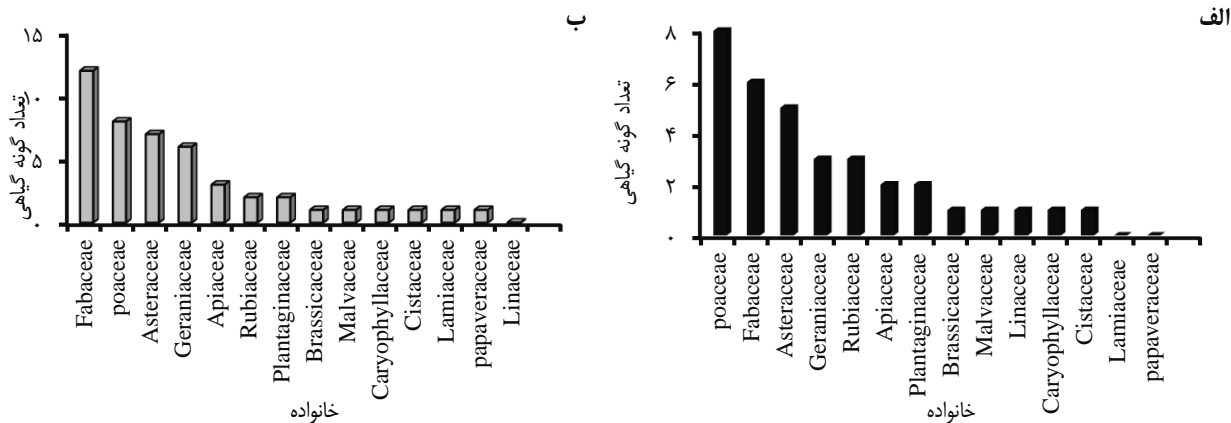 الف
تعداد گونه گیاهی
۸
۶
۴
۲
۰
poaceae
Fabaceae
Asteraceae
Geraniaceae
Rubiaceae
Apiaceae
Plantaginaceae
Brassicaceae
Malvaceae
Linaceae
Caryophyllaceae
Cistaceae
Lamiaceae
papaveraceae
خانواده
ب
تعداد گونه گیاهی
۱۵
۱۰
۵
۰
Fabaceae
poaceae
Asteraceae
Geraniaceae
Apiaceae
Rubiaceae
Plantaginaceae
Brassicaceae
Malvaceae
Caryophyllaceae
Cistaceae
Lamiaceae
papaveraceae
Linaceae
خانواده